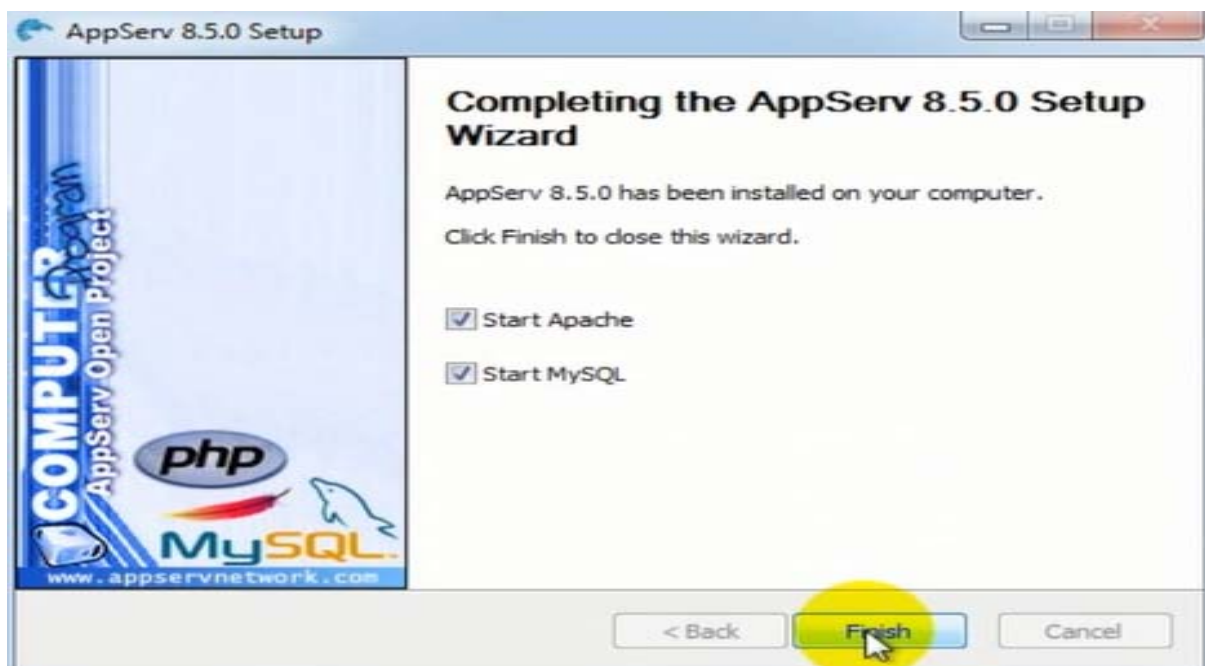 AppServ 8.5.0 Setup
Completing the AppServ 8.5.0 Setup
Wizard
AppServ 8.5.0 has been installed on your computer.
Click Finish to close this wizard.
Start Apache
Start MySQL
COMPUTER
Program
AppServ Open Project
php
MySQL
www.appservnetwork.com
< Back
Finish
Cancel